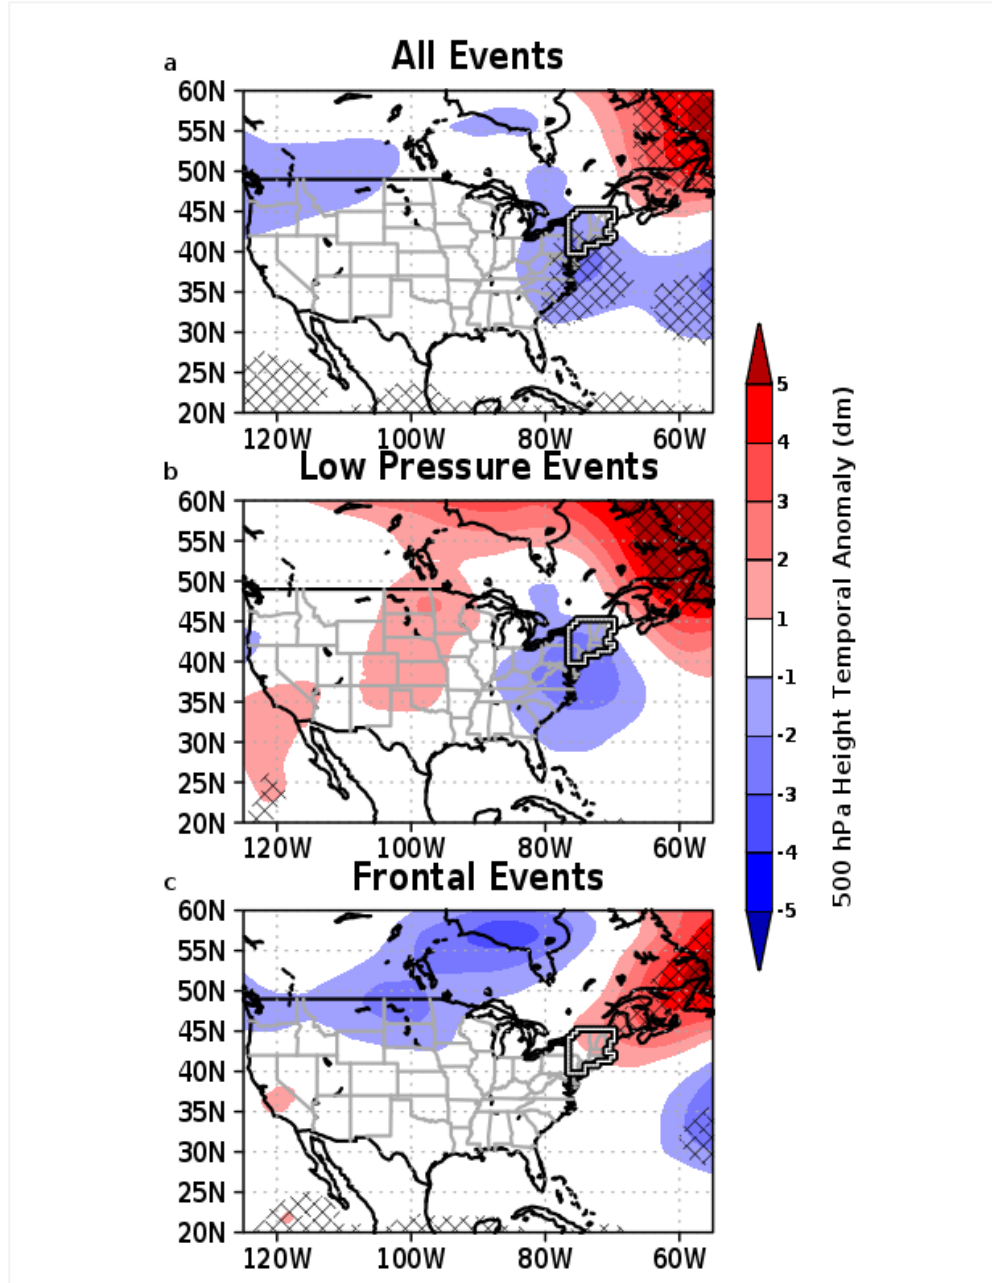 a
All Events
60N
55N
50N
45N
40N
35N
30N
25N
20N
120W 100W 80W 60W
b
Low Pressure Events
60N
55N
50N
45N
40N
35N
30N
25N
20N
120W 100W 80W 60W
c
Frontal Events
60N
55N
50N
45N
40N
35N
30N
25N
20N
120W 100W 80W 60W
5
4
3
2
1
-1
-2
-3
-4
-5
500 hPa Height Temporal Anomaly (dm)